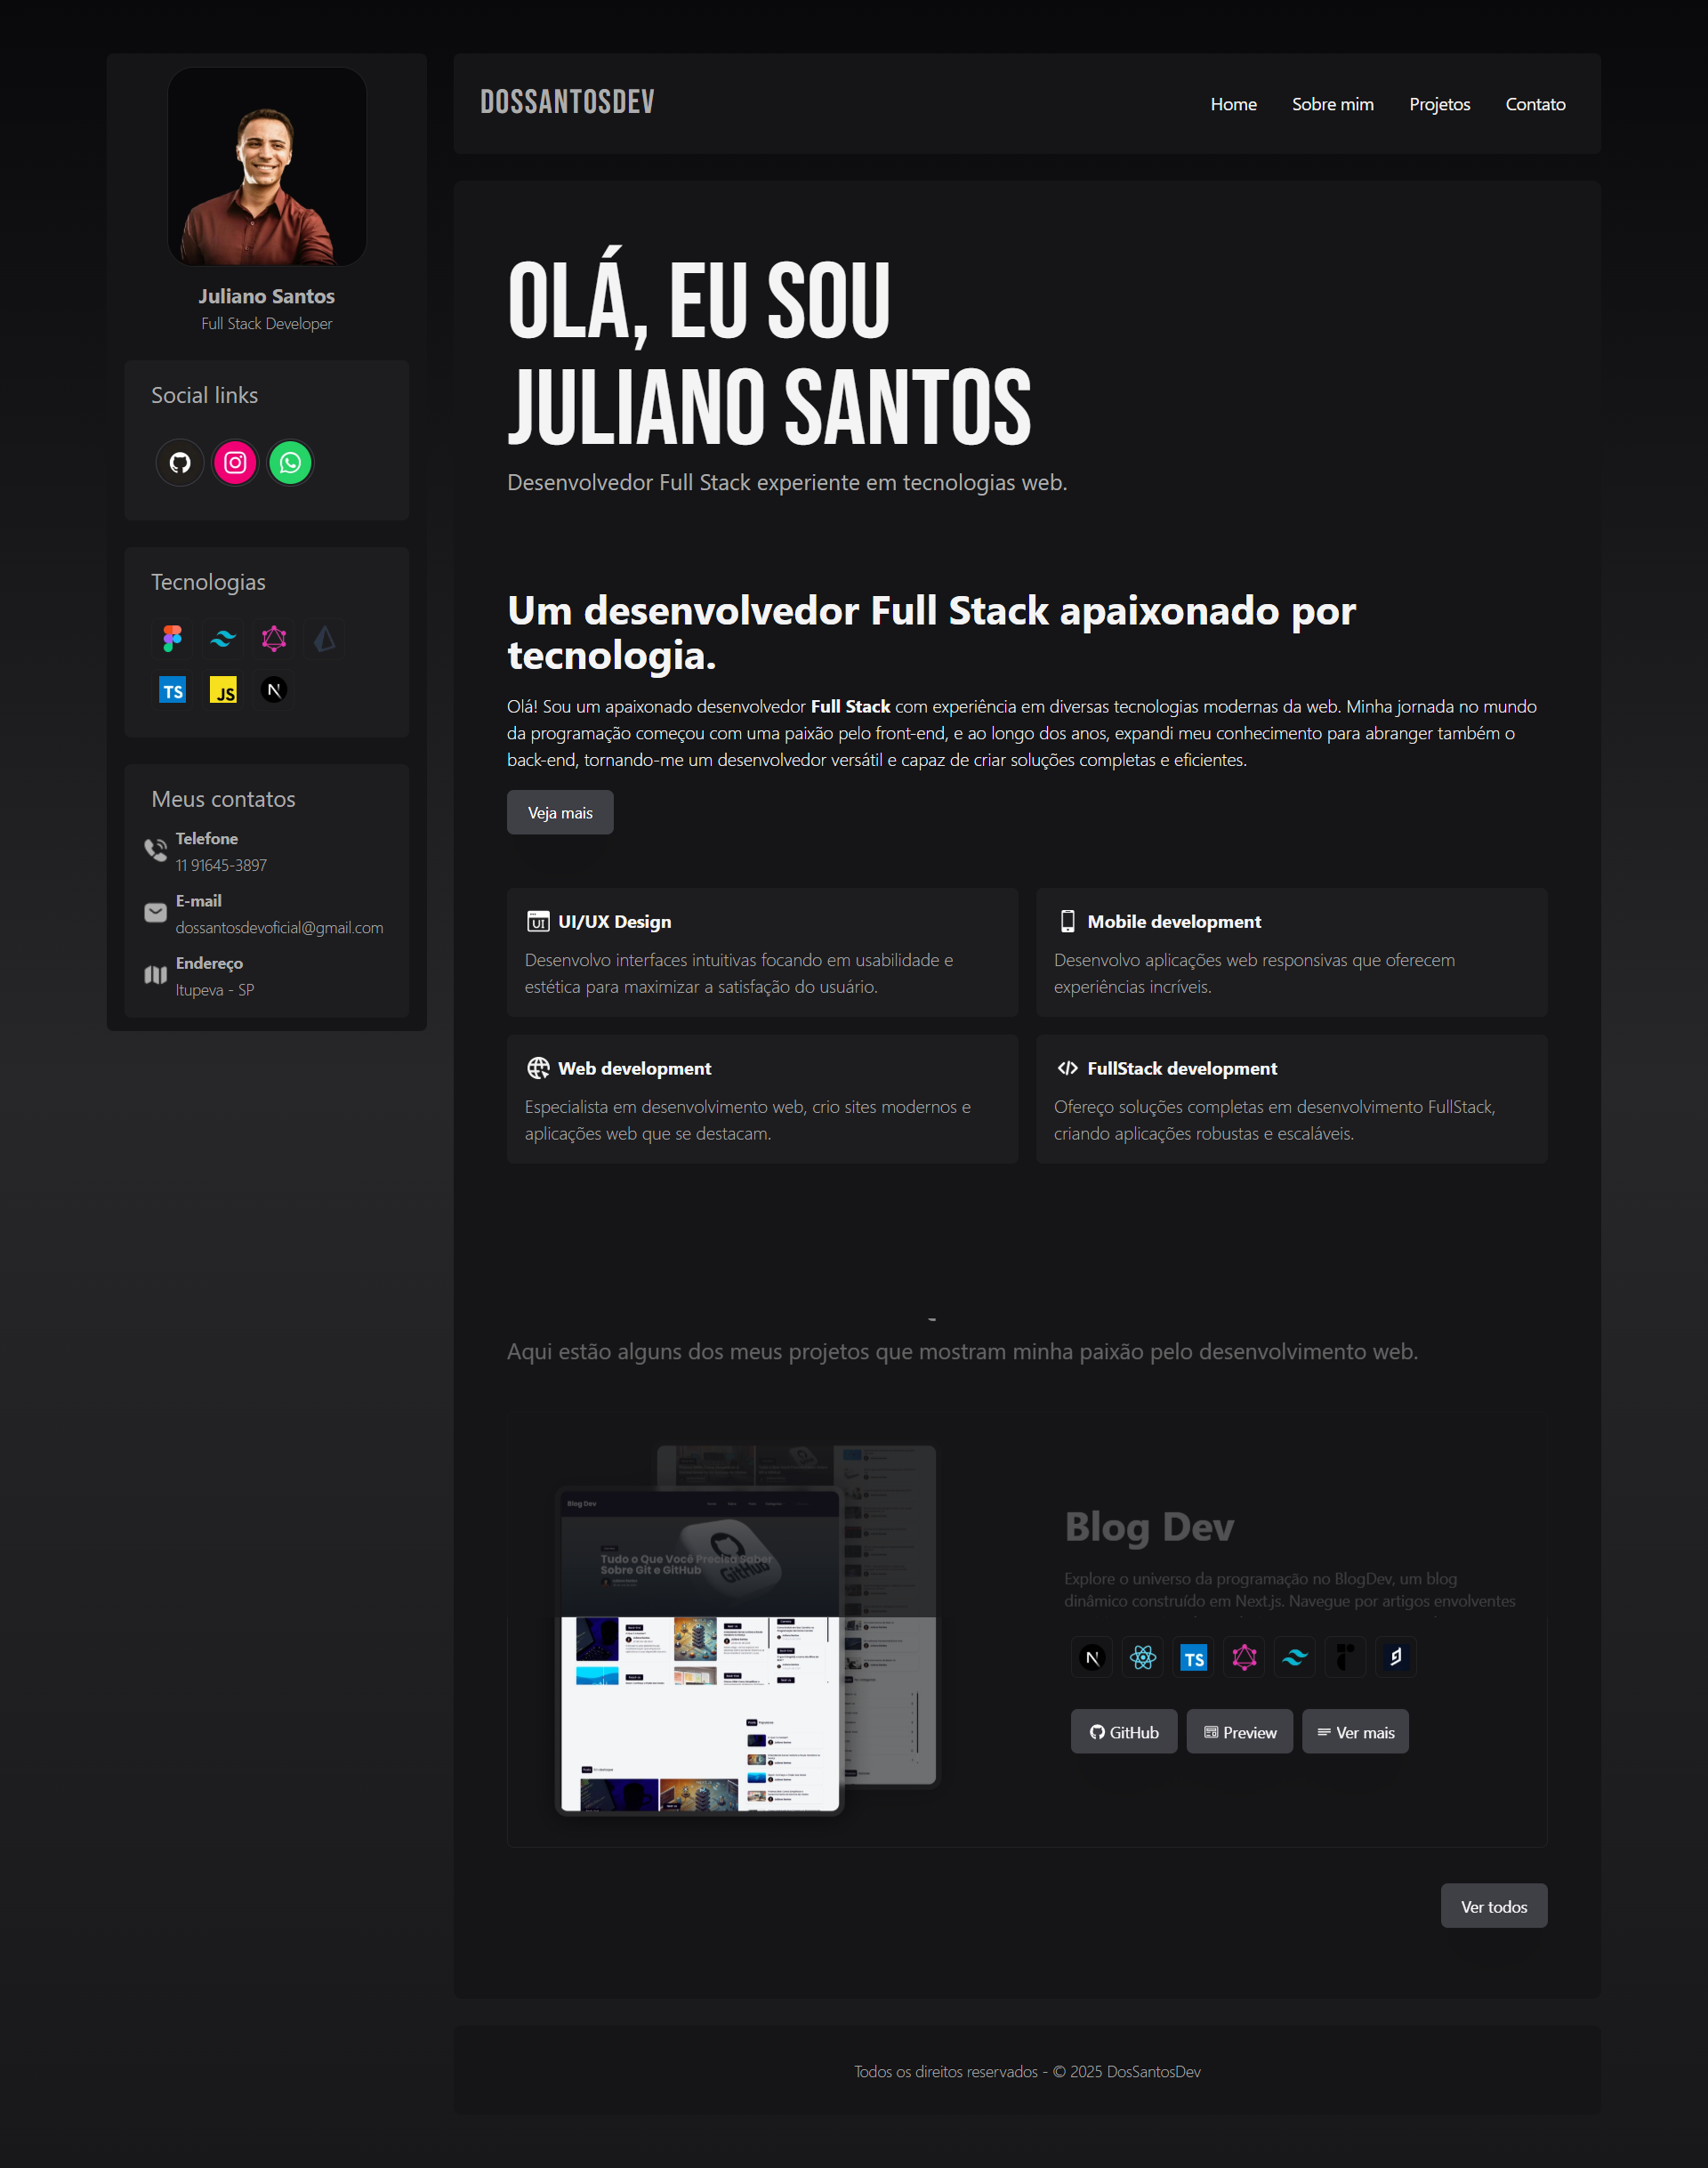 DOSSANTOSDEV
Home
Sobre mim
Projetos
Contato
Juliano Santos
Full Stack Developer
Social links
Tecnologias
TS
JS
N
Meus contatos
Telefone
11 91645-3897
E-mail
dossantosdevoficial@gmail.com
Endereço
Itupeva - SP
OLÁ, EU SOU
JULIANO SANTOS
Desenvolvedor Full Stack experiente em tecnologias web.
Um desenvolvedor Full Stack apaixonado por
tecnologia.
Olá! Sou um apaixonado desenvolvedor Full Stack com experiência em diversas tecnologias modernas da web. Minha jornada no mundo
da programação começou com uma paixão pelo front-end, e ao longo dos anos, expandi meu conhecimento para abranger também o
back-end, tornando-me um desenvolvedor versátil e capaz de criar soluções completas e eficientes.
Veja mais
UI
UI/UX Design
Desenvolvo interfaces intuitivas focando em usabilidade e
estética para maximizar a satisfação do usuário.
Mobile development
Desenvolvo aplicações web responsivas que oferecem
experiências incríveis.
Web development
Especialista em desenvolvimento web, crio sites modernos e
aplicações web que se destacam.
FullStack development
Ofereço soluções completas em desenvolvimento FullStack,
criando aplicações robustas e escaláveis.
Aqui estão alguns dos meus projetos que mostram minha paixão pelo desenvolvimento web.
Blog Dev
Tudo o Que Você Precisa Saber
Sobre Git e GitHub
GitHub
Blog Dev
Explore o universo da programação no BlogDev, um blog
dinâmico construído em Next.js. Navegue por artigos envolventes
N
TS
GitHub
Preview
Ver mais
Ver todos
Todos os direitos reservados - © 2025 DosSantosDev